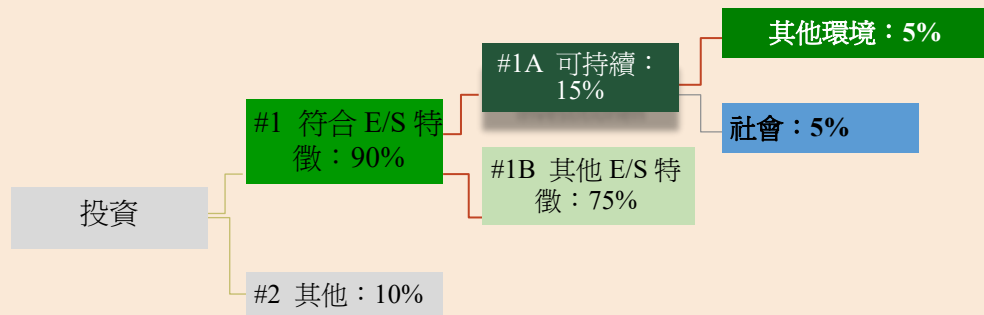 其他環境：5%
#1A 可持續：
15%
#1 符合 E/S 特
徵：90%
社會：5%
#1B 其他 E/S 特
徵：75%
投資
#2 其他：10%